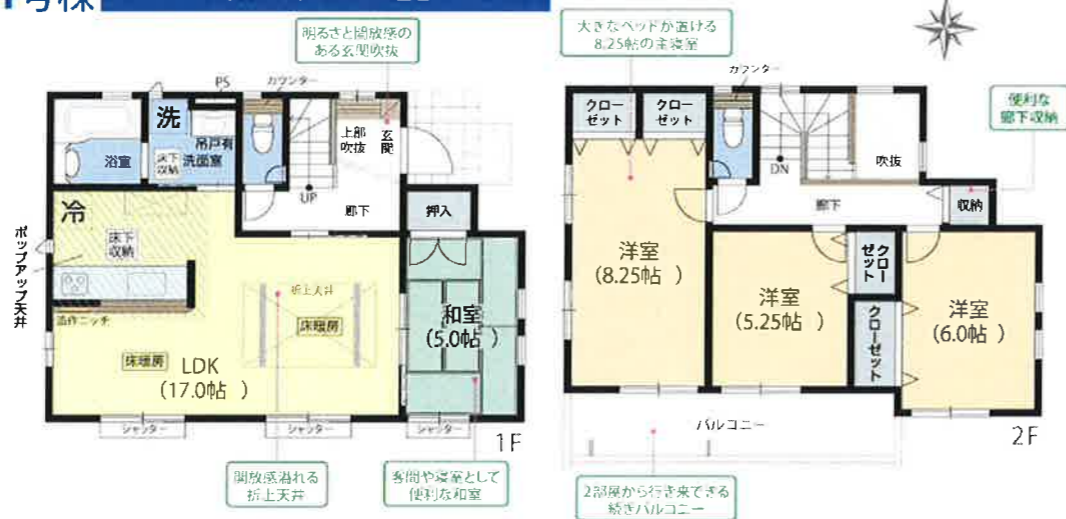 号棟
明るさと開放感の
ある玄関吹抜
大きなベッドが置ける
8.25帖の主寝室
便利な
廊下収納
PS
カウンター
洗
吊戸有
床下
収納
洗面室
浴室
上部
吹抜
玄関
UP
廊下
押入
冷
床下
収納
ポップアップ天井
造作ニッチ
折上天井
床暖房
床暖房
LDK
(17.0帖 )
和室
(5.0帖 )
シャッター
シャッター
シャッター
1F
開放感溢れる
折上天井
客間や寝室として
便利な和室
カウンター
クロー
ゼット
クロー
ゼット
DN
吹抜
廊下
収納
洋室
(8.25帖 )
洋室
(5.25帖 )
クロー
ゼット
クローゼット
洋室
(6.0帖 )
バルコニー
2F
2部屋から行き来できる
続きバルコニー